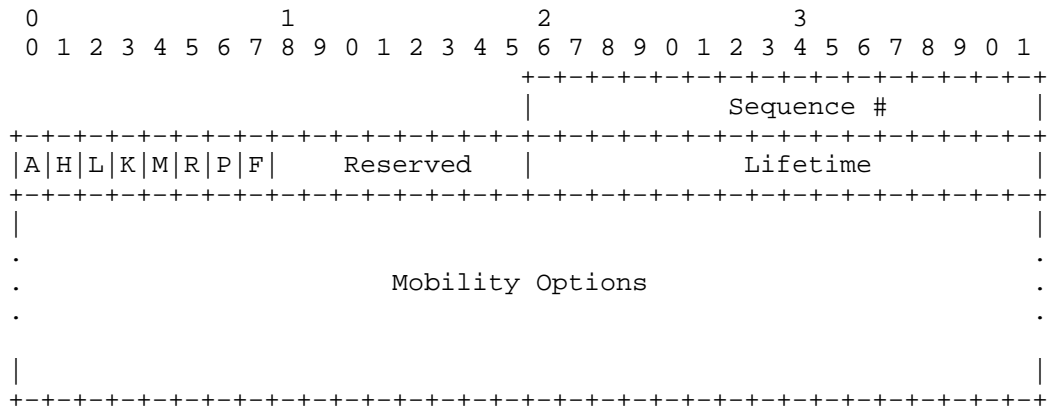 0                   1                   2                   3
 0 1 2 3 4 5 6 7 8 9 0 1 2 3 4 5 6 7 8 9 0 1 2 3 4 5 6 7 8 9 0 1
                                +-+-+-+-+-+-+-+-+-+-+-+-+-+-+-+-+
                                |           Sequence #          |
+-+-+-+-+-+-+-+-+-+-+-+-+-+-+-+-+-+-+-+-+-+-+-+-+-+-+-+-+-+-+-+-+
|A|H|L|K|M|R|P|F|    Reserved   |            Lifetime           |
+-+-+-+-+-+-+-+-+-+-+-+-+-+-+-+-+-+-+-+-+-+-+-+-+-+-+-+-+-+-+-+-+
|                                                               |
.                                                               .
.                       Mobility Options                        .
.                                                               .
|                                                               |
+-+-+-+-+-+-+-+-+-+-+-+-+-+-+-+-+-+-+-+-+-+-+-+-+-+-+-+-+-+-+-+-+